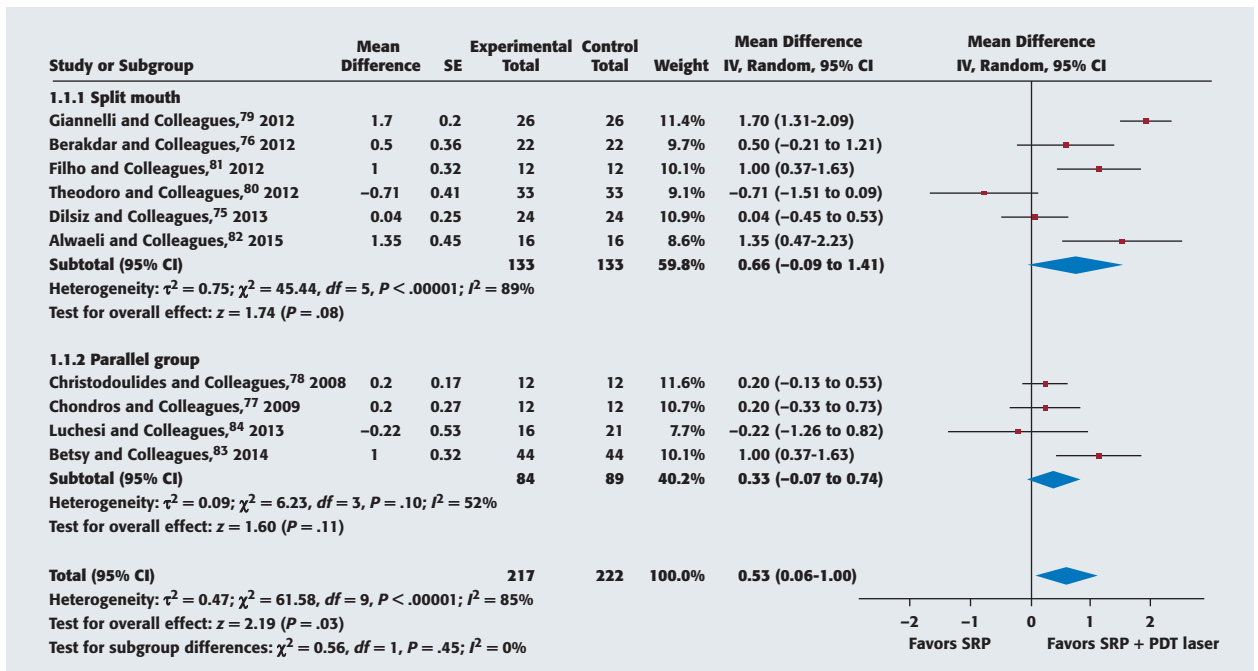 Mean Experimental Control Mean Difference Mean Difference
Study or Subgroup Difference SE Total Total Weight IV, Random, 95% CI IV, Random, 95% CI
1.1.1 Split mouth
Giannelli and Colleagues,79 2012 1.7 0.2 26 26 11.4% 1.70 (1.31-2.09)
Berakdar and Colleagues,76 2012 0.5 0.36 22 22 9.7% 0.50 (−0.21 to 1.21)
Filho and Colleagues,81 2012 1 0.32 12 12 10.1% 1.00 (0.37-1.63)
Theodoro and Colleagues,80 2012 −0.71 0.41 33 33 9.1% −0.71 (−1.51 to 0.09)
Dilsiz and Colleagues,75 2013 0.04 0.25 24 24 10.9% 0.04 (−0.45 to 0.53)
Alwaeli and Colleagues,82 2015 1.35 0.45 16 16 8.6% 1.35 (0.47-2.23)
Subtotal (95% CI) 133 133 59.8% 0.66 (−0.09 to 1.41)
Heterogeneity: τ² = 0.75; χ² = 45.44, df = 5, P < .00001; I² = 89%
Test for overall effect: z = 1.74 (P = .08)
1.1.2 Parallel group
Christodoulides and Colleagues,78 2008 0.2 0.17 12 12 11.6% 0.20 (−0.13 to 0.53)
Chondros and Colleagues,77 2009 0.2 0.27 12 12 10.7% 0.20 (−0.33 to 0.73)
Luchesi and Colleagues,84 2013 −0.22 0.53 16 21 7.7% −0.22 (−1.26 to 0.82)
Betsy and Colleagues,83 2014 1 0.32 44 44 10.1% 1.00 (0.37-1.63)
Subtotal (95% CI) 84 89 40.2% 0.33 (−0.07 to 0.74)
Heterogeneity: τ² = 0.09; χ² = 6.23, df = 3, P = .10; I² = 52%
Test for overall effect: z = 1.60 (P = .11)
Total (95% CI) 217 222 100.0% 0.53 (0.06-1.00)
Heterogeneity: τ² = 0.47; χ² = 61.58, df = 9, P < .00001; I² = 85%
Test for overall effect: z = 2.19 (P = .03)
Test for subgroup differences: χ² = 0.56, df = 1, P = .45; I² = 0%
−2 −1 0 1 2
Favors SRP Favors SRP + PDT laser